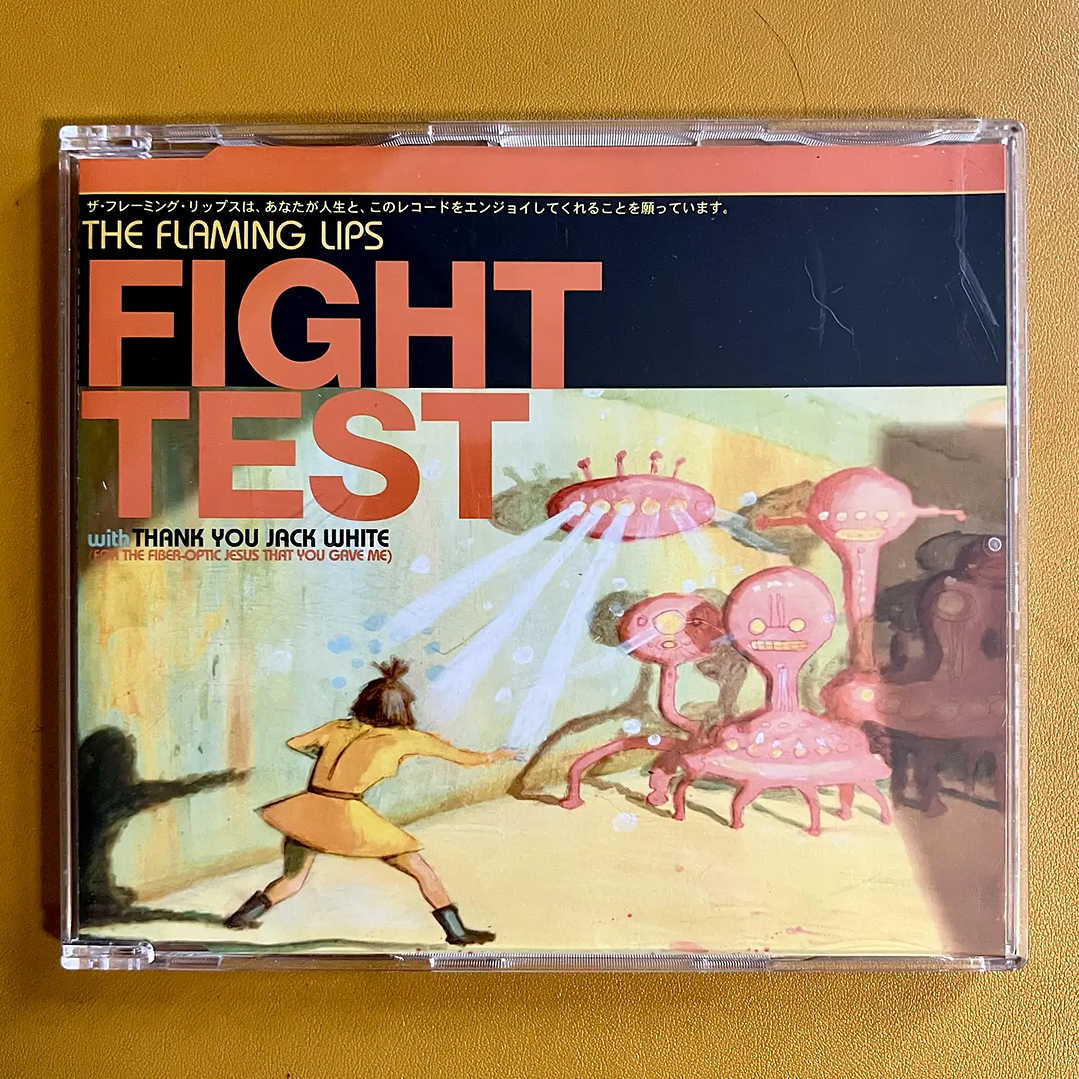 ザ・フレーミング・リップスは、あなたが人生と、このレコードをエンジョイしてくれることを願っています。
THE FLAMING LIPS
FIGHT
TEST
with THANK YOU JACK WHITE
(FOR THE FIBER-OPTIC JESUS THAT YOU GAVE ME)